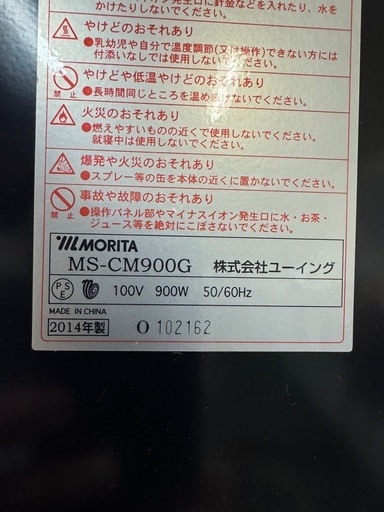 かけたりしないでください。
やけどのおそれあり
●乳幼児や自分で温度調節(又は操作)できない方には
付添いなしでは使用しないでください。
やけどや低温やけどのおそれあり
禁止
●長時間同じところを温め続けないでください。
火災のおそれあり
●燃えやすいものの近くで使用しないでください。
就寝中は使用しないでください。
爆発や火災のおそれあり
●スプレー等の缶を本体の近くに置かないでください。
事故や故障のおそれあり
禁止
●操作パネル部やマイナスイオン発生口に水・お茶・
ジュース等を絶対にこぼさないでください。
MORITA
MS-CM900G 株式会社ユーイング
PSE 100V 900W 50/60Hz
MADE IN CHINA
2014年製 O 102162